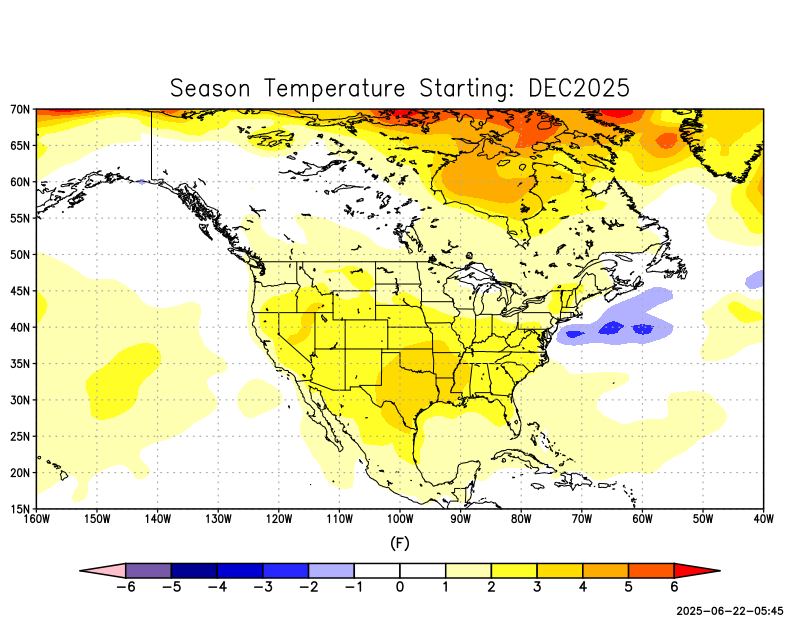 Season Temperature Starting: DEC2025
70N
65N
60N
55N
50N
45N
40N
35N
30N
25N
20N
15N
160W 150W 140W 130W 120W 110W 100W 90W 80W 70W 60W 50W 40W
(F)
-6 -5 -4 -3 -2 -1 0 1 2 3 4 5 6
2025-06-22-05:45